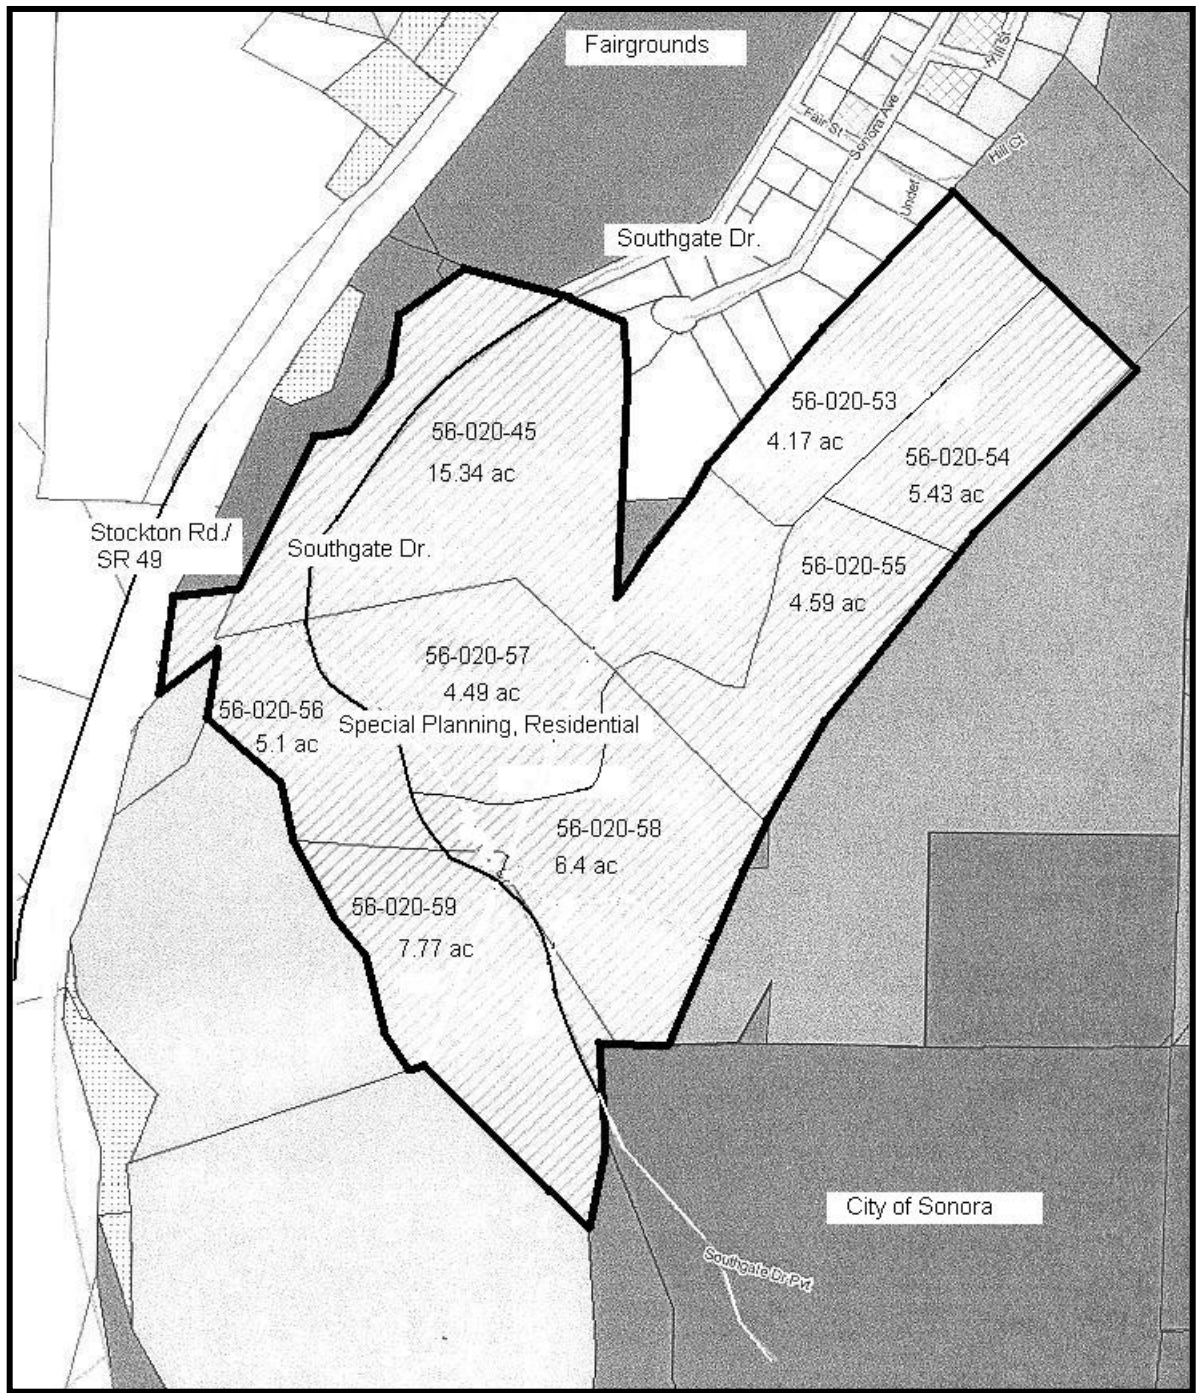 Fairgrounds
Hill St
Fair St
Sonora Ave
Hill Ct
Under
Southgate Dr.
56-020-53
4.17 ac
56-020-45
15.34 ac
56-020-54
5.43 ac
Stockton Rd./
SR 49
Southgate Dr.
56-020-55
4.59 ac
56-020-57
4.49 ac
56-020-56
5.1 ac
Special Planning, Residential
56-020-58
6.4 ac
56-020-59
7.77 ac
City of Sonora
Southgate Dr Pvt